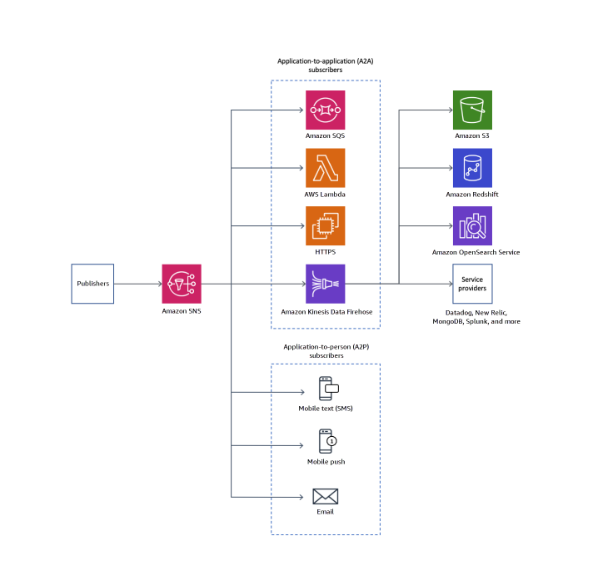 Application-to-application (A2A)
subscribers
Amazon SQS
Amazon S3
AWS Lambda
Amazon Redshift
HTTPS
Amazon OpenSearch Service
Publishers
Amazon SNS
Amazon Kinesis Data Firehose
Service
providers
Datadog, New Relic,
MongoDB, Splunk, and more
Application-to-person (A2P)
subscribers
Mobile text (SMS)
Mobile push
Email